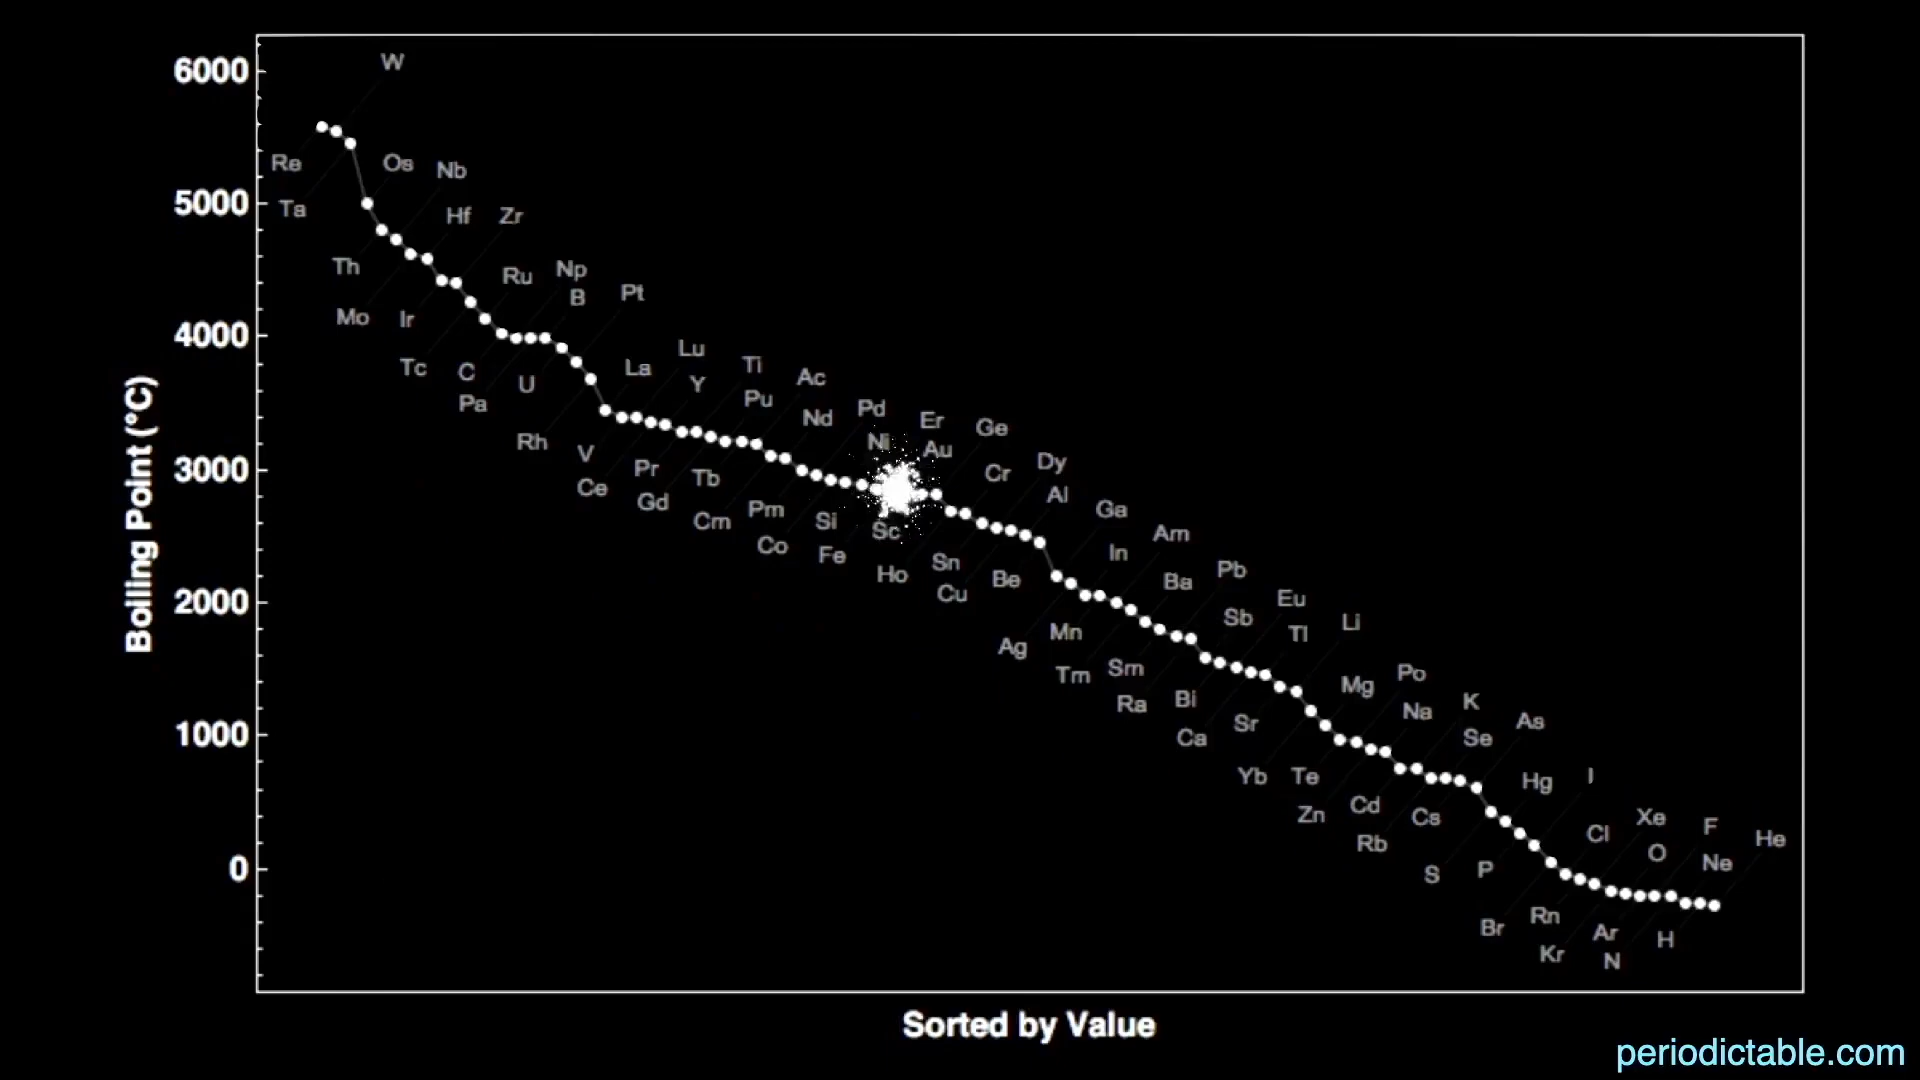 6000
5000
4000
3000
2000
1000
0
Boiling Point (°C)
W
Re
Os
Nb
Ta
Hf
Zr
Th
Ru
Np
B
Pt
Mo
Ir
Tc
C
Pa
U
La
Lu
Y
Ti
Pu
Ac
Rh
V
Ce
Pr
Gd
Tb
Cm
Nd
Pd
Ni
Er
Au
Ge
Pm
Co
Si
Fe
Sc
Cr
Dy
Al
Ho
Sn
Cu
Be
Ga
In
Am
Ag
Mn
Tm
Sm
Ra
Ba
Pb
Sb
Eu
Tl
Li
Bi
Ca
Sr
Yb
Te
Zn
Mg
Po
Na
K
Se
As
Cd
Rb
Cs
S
P
Hg
I
Br
Rn
Kr
Cl
Xe
O
F
Ne
He
Ar
N
H
Sorted by Value
periodictable.com